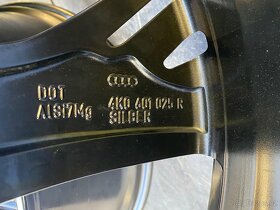 DOT
AlSi7Mg
4K0 601 025 R
SILBER